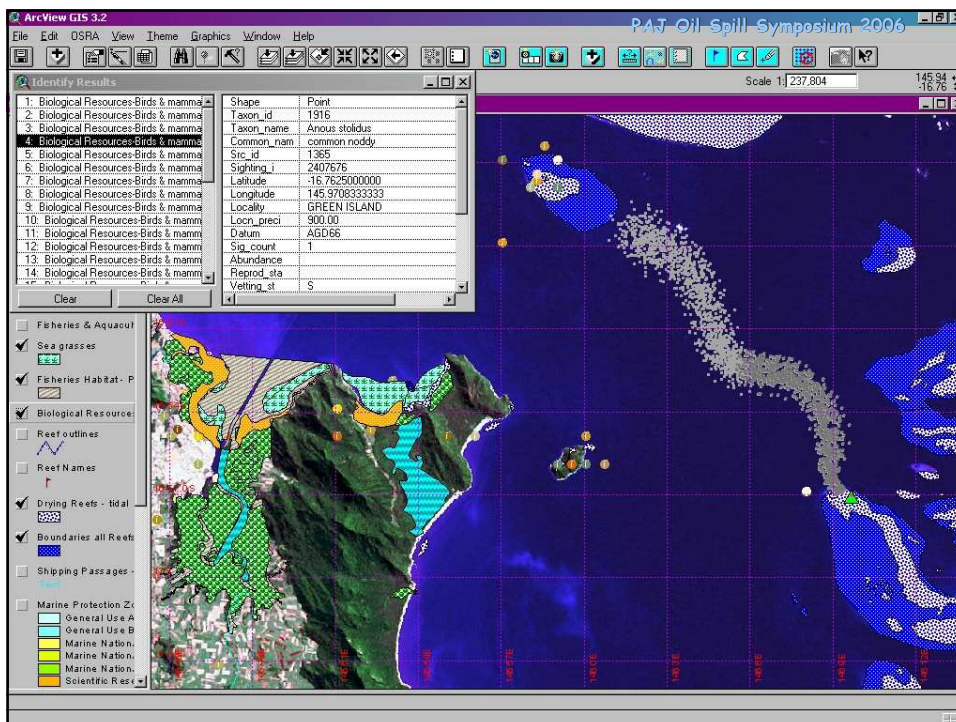 ArcView GIS 3.2
PAJ Oil Spill Symposium 2006
File Edit OSRA View Theme Graphics Window Help
Scale 1: 237,804
145.94
-16.76
Identify Results
1: Biological Resources-Birds & mamma
2: Biological Resources-Birds & mamma
3: Biological Resources-Birds & mamma
4: Biological Resources-Birds & mamma
5: Biological Resources-Birds & mamma
6: Biological Resources-Birds & mamma
7: Biological Resources-Birds & mamma
8: Biological Resources-Birds & mamma
9: Biological Resources-Birds & mamma
10: Biological Resources-Birds & mamm
11: Biological Resources-Birds & mamm
12: Biological Resources-Birds & mamm
13: Biological Resources-Birds & mamm
14: Biological Resources-Birds & mamm
Shape Point
Taxon_id 1916
Taxon_name Anous stolidus
Common_nam common noddy
Src_id 1365
Sighting_i 2407676
Latitude -16.7625000000
Longitude 145.9708333333
Locality GREEN ISLAND
Locn_preci 900.00
Datum AGD66
Sig_count 1
Abundance
Reprod_sta
Vetting_st S
Clear Clear All
Fisheries & Aquacul
Sea grasses
Fisheries Habitat- P
Biological Resources
Reef outlines
Reef Names
Drying Reefs - tidal
Boundaries all Reefs
Shipping Passages -
Marine Protection Zo
General Use A
General Use B
Marine Nation.
Marine Nation.
Marine Nation.
Scientific Rese